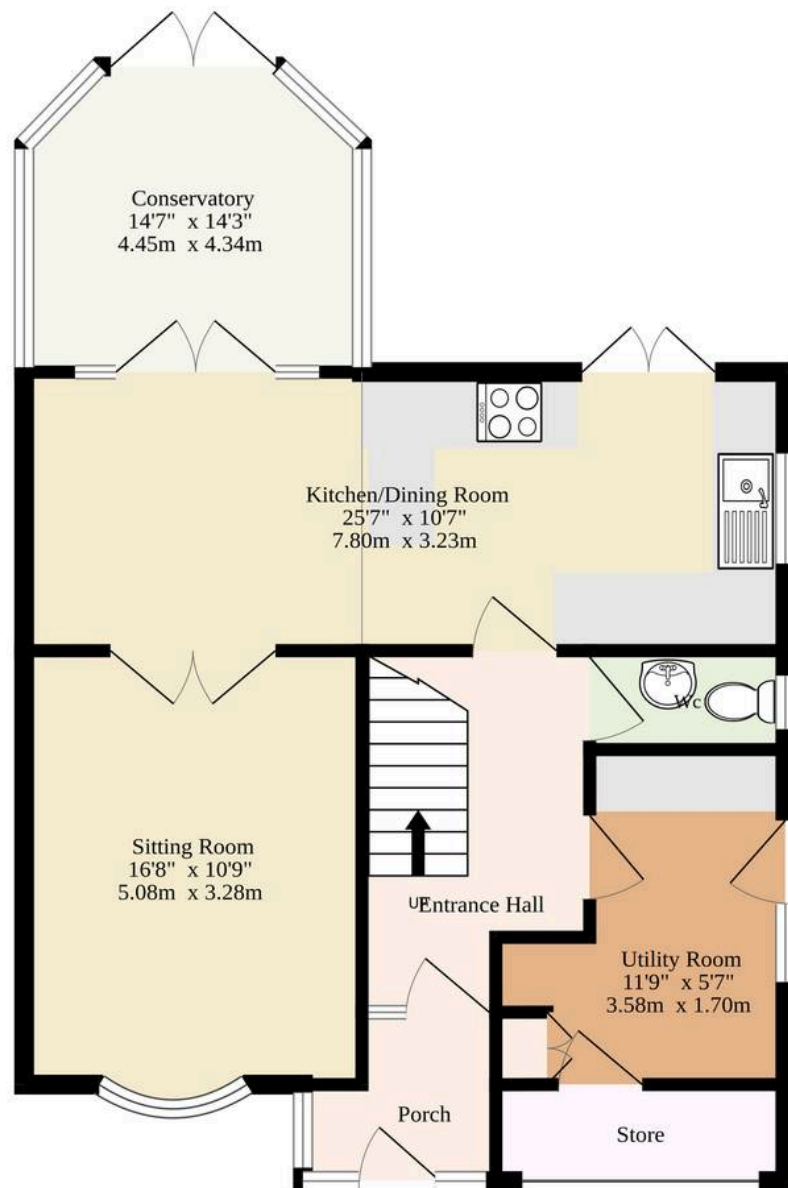 Conservatory
14'7" x 14'3"
4.45m x 4.34m
Kitchen/Dining Room
25'7" x 10'7"
7.80m x 3.23m
Wc
Sitting Room
16'8" x 10'9"
5.08m x 3.28m
UP
Entrance Hall
Utility Room
11'9" x 5'7"
3.58m x 1.70m
Porch
Store